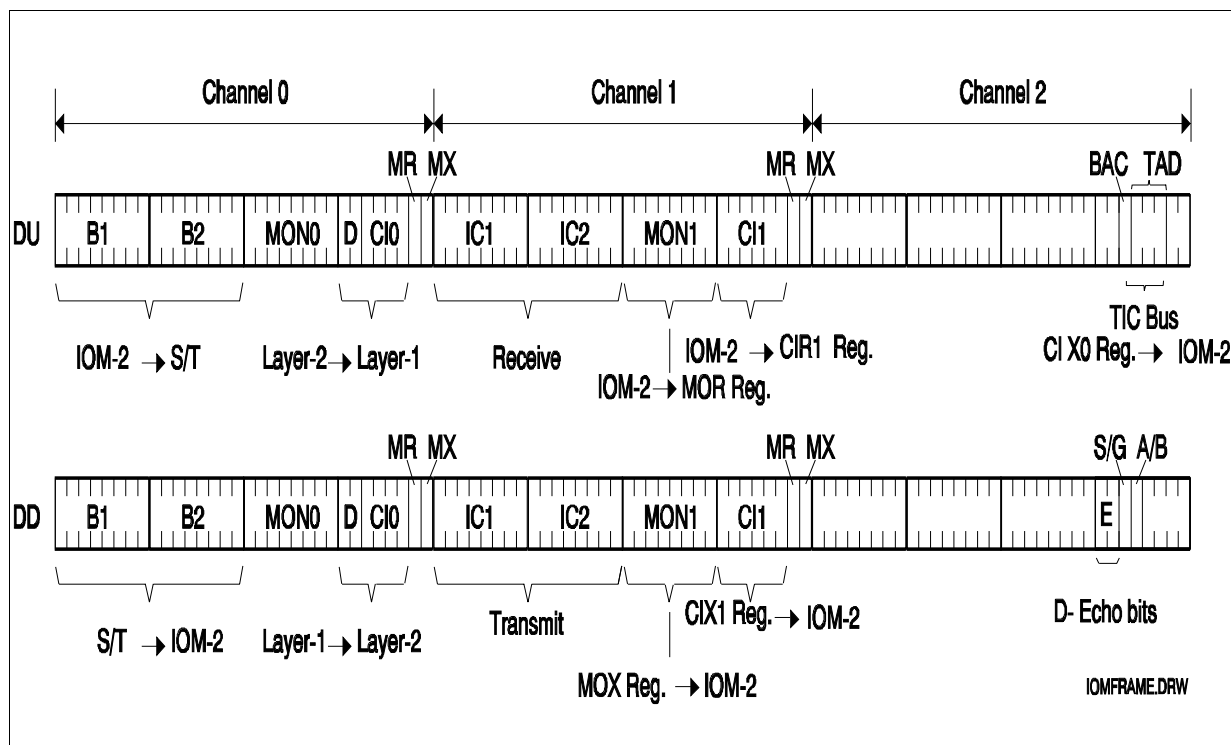 Channel 0 Channel 1 Channel 2
MR MX MR MX BAC TAD
DU B1 B2 MON0 D CI0 IC1 IC2 MON1 CI1
IOM-2 → S/T Layer-2 → Layer-1 Receive IOM-2 → CIR1 Reg. TIC Bus
CI X0 Reg. → IOM-2
IOM-2 → MOR Reg.
MR MX MR MX S/G A/B
DD B1 B2 MON0 D CI0 IC1 IC2 MON1 CI1 E
S/T → IOM-2 Layer-1 → Layer-2 Transmit CIX1 Reg. → IOM-2 D- Echo bits
MOX Reg. → IOM-2 IOMFRAME.DRW